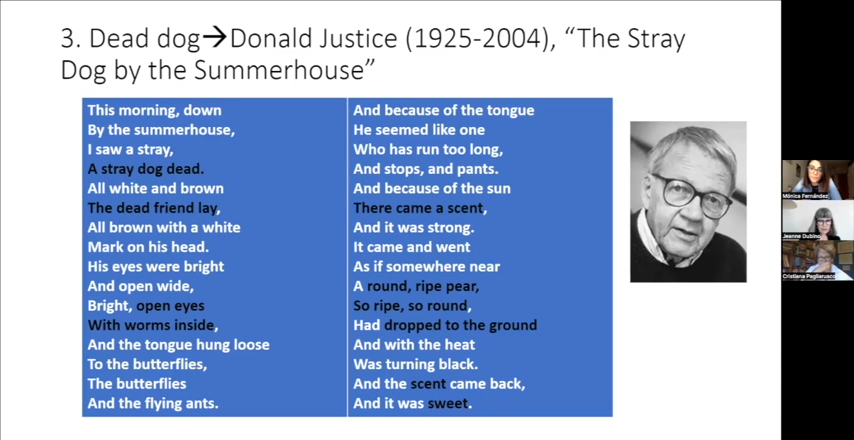 3. Dead dog→Donald Justice (1925-2004), “The Stray
Dog by the Summerhouse”
This morning, down
By the summerhouse,
I saw a stray,
A stray dog dead.
All white and brown
The dead friend lay,
All brown with a white
Mark on his head.
His eyes were bright
And open wide,
Bright, open eyes
With worms inside,
And the tongue hung loose
To the butterflies,
The butterflies
And the flying ants.
And because of the tongue
He seemed like one
Who has run too long,
And stops, and pants.
And because of the sun
There came a scent,
And it was strong.
It came and went
As if somewhere near
A round, ripe pear,
So ripe, so round,
Had dropped to the ground
And with the heat
Was turning black.
And the scent came back,
And it was sweet.
Mónica Fernández
Jeanne Dubino
Cristiana Pagliarusco